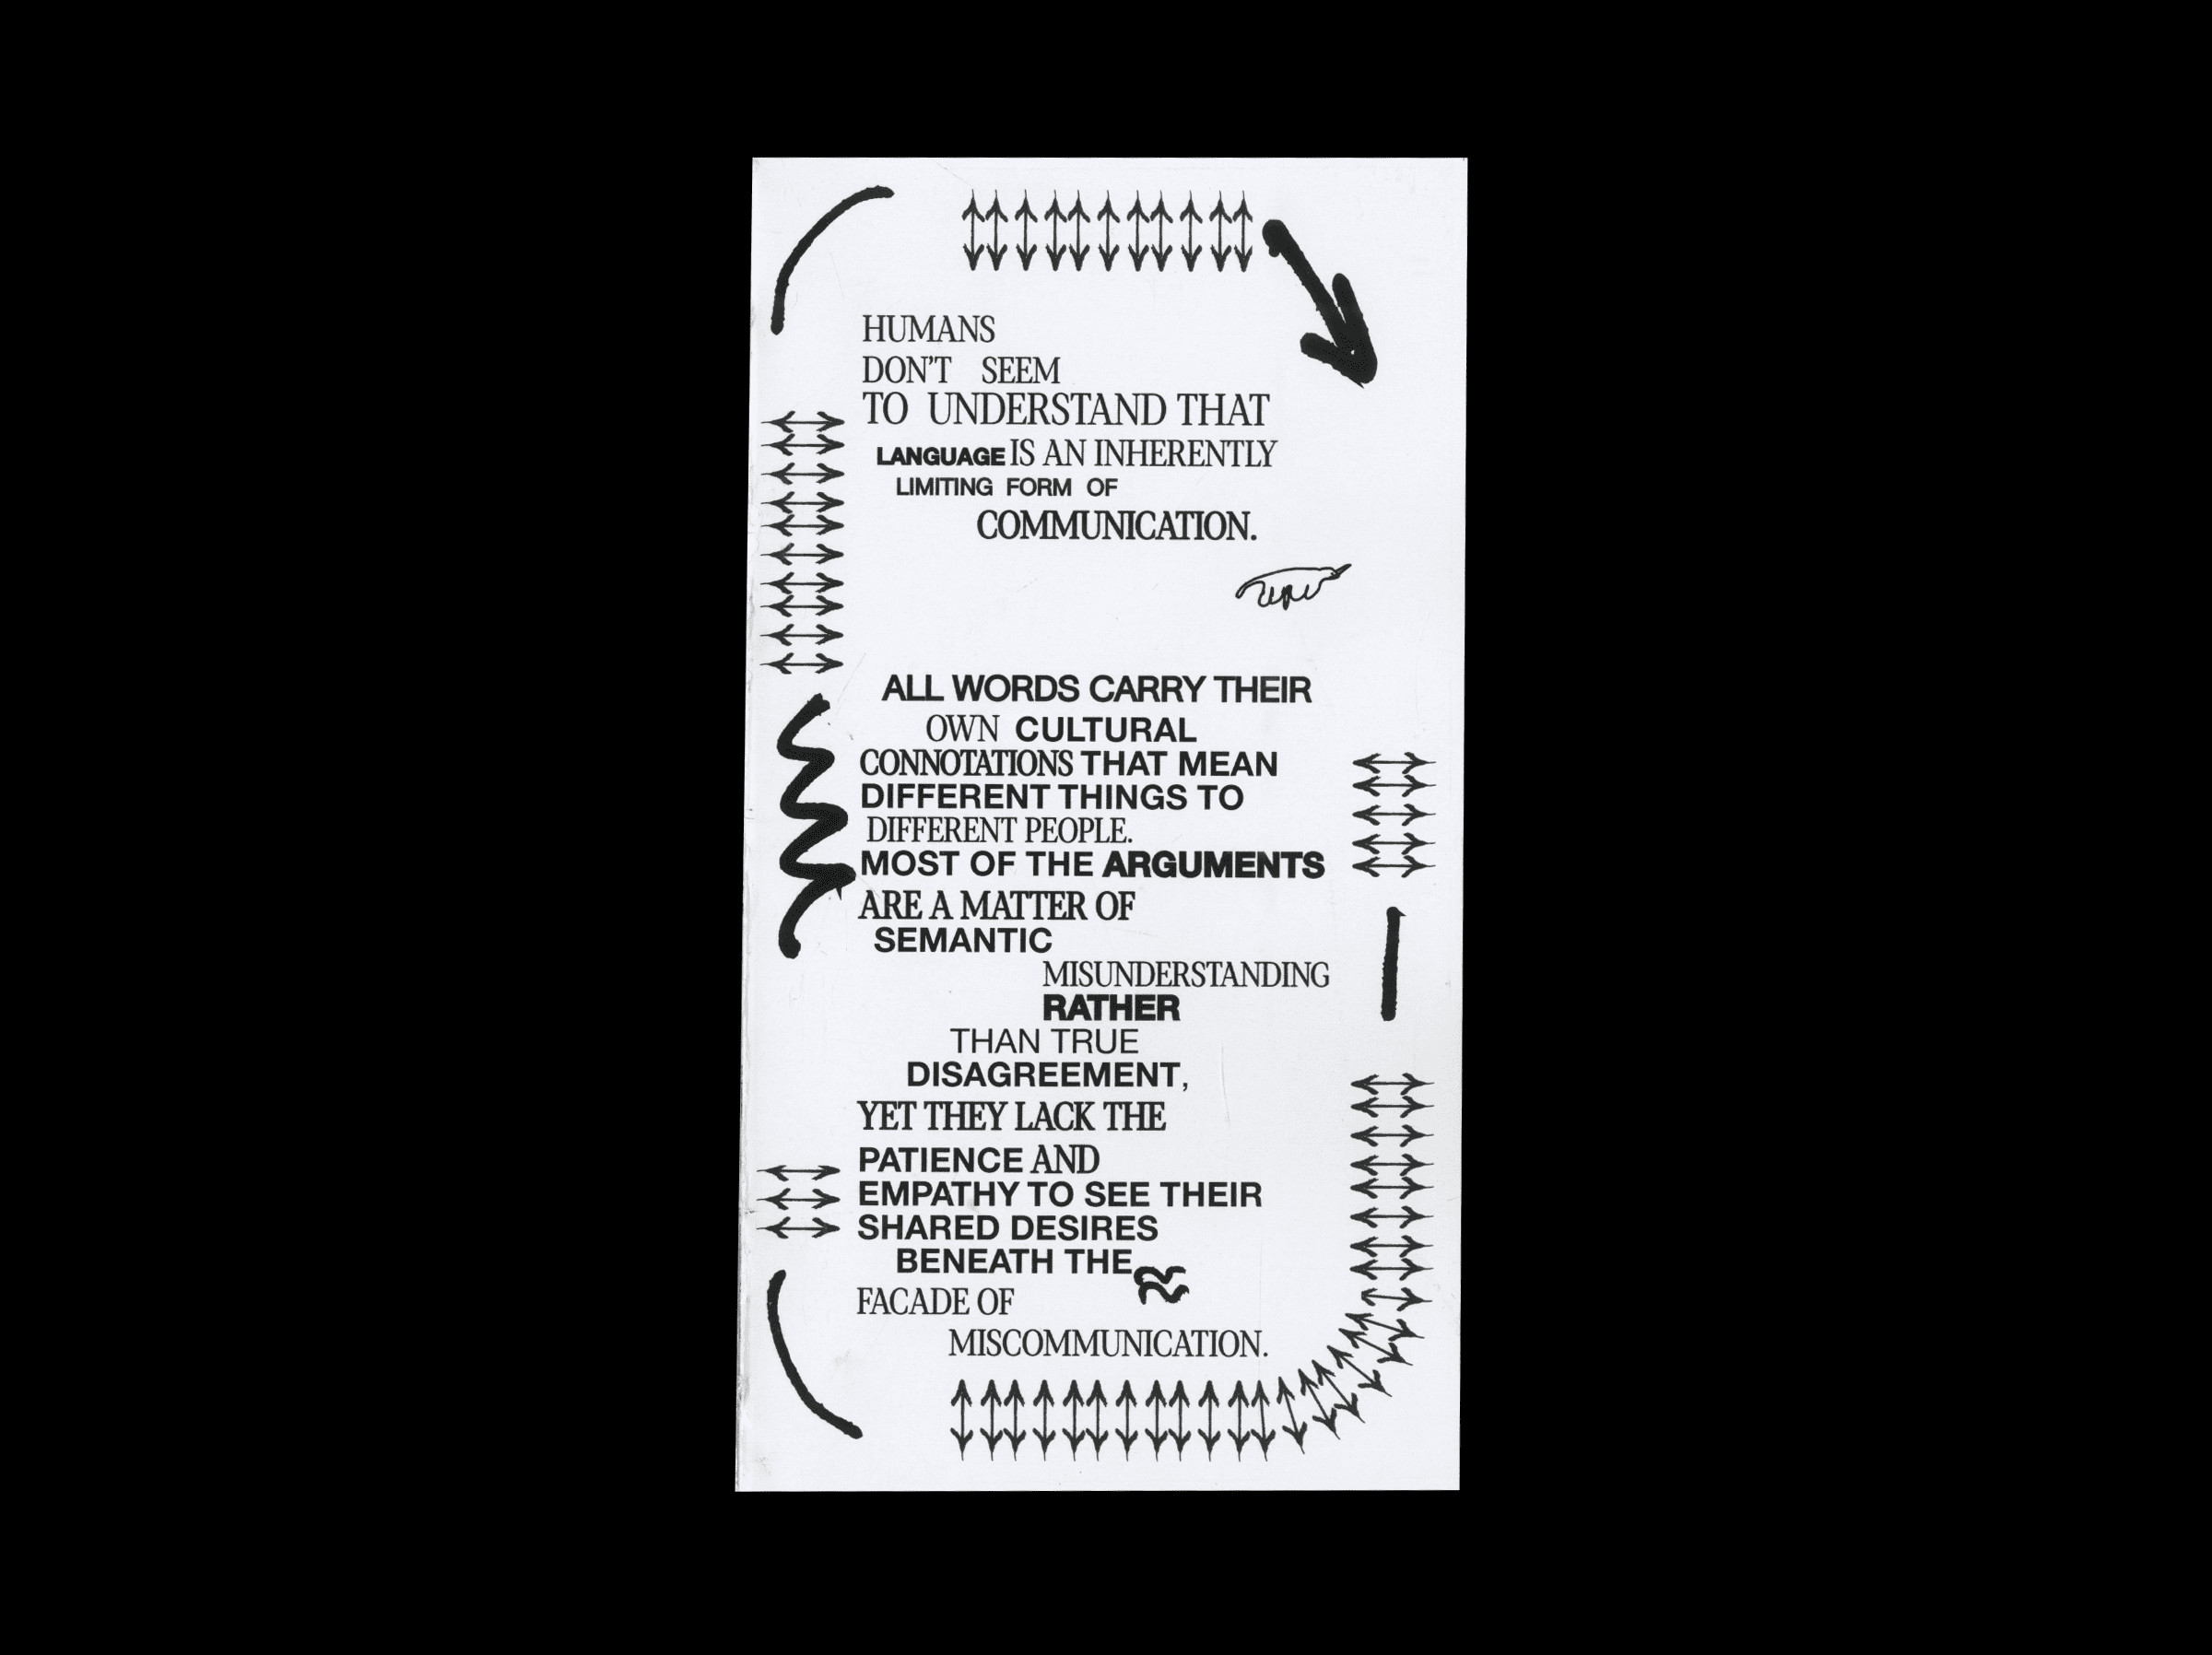 HUMANS
DON'T SEEM
TO UNDERSTAND THAT
LANGUAGE IS AN INHERENTLY
LIMITING FORM OF
COMMUNICATION.
ALL WORDS CARRY THEIR
OWN CULTURAL
CONNOTATIONS THAT MEAN
DIFFERENT THINGS TO
DIFFERENT PEOPLE.
MOST OF THE ARGUMENTS
ARE A MATTER OF
SEMANTIC
MISUNDERSTANDING
RATHER
THAN TRUE
DISAGREEMENT,
YET THEY LACK THE
PATIENCE AND
EMPATHY TO SEE THEIR
SHARED DESIRES
BENEATH THE
FACADE OF
MISCOMMUNICATION.